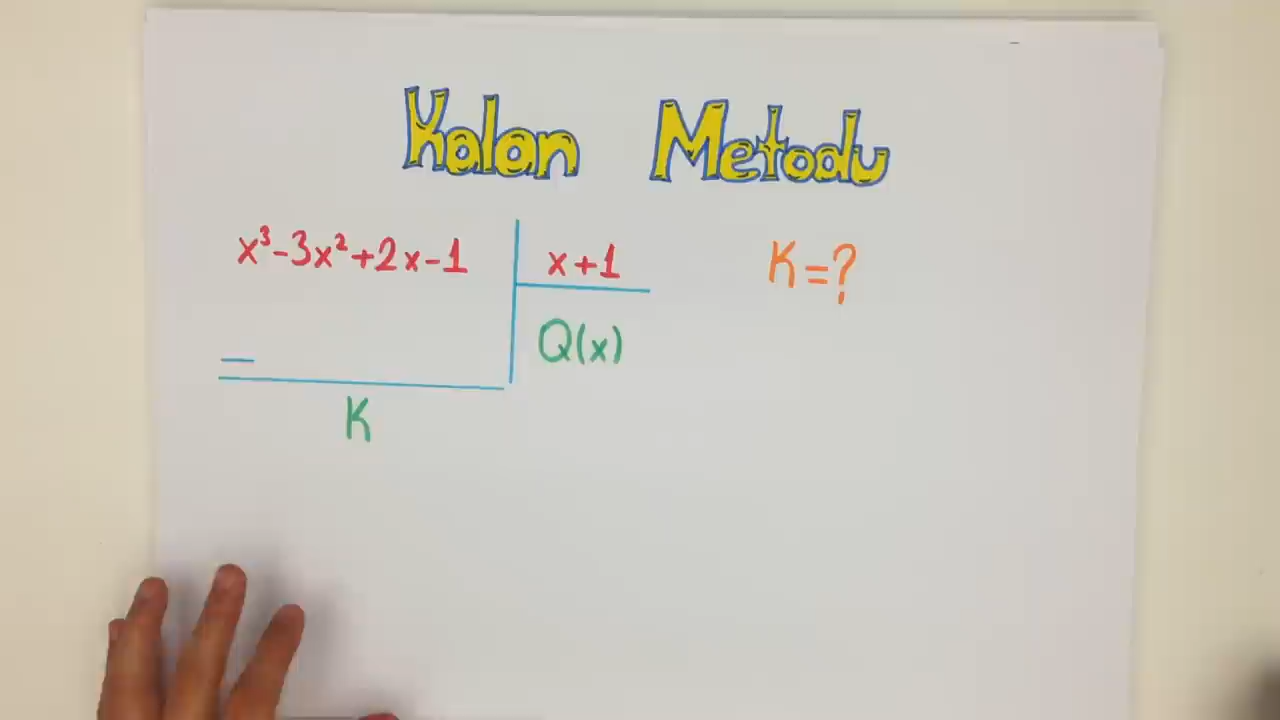 Kalan Metodu
x³-3x²+2x-1 x+1 K=?
Q(x)
K